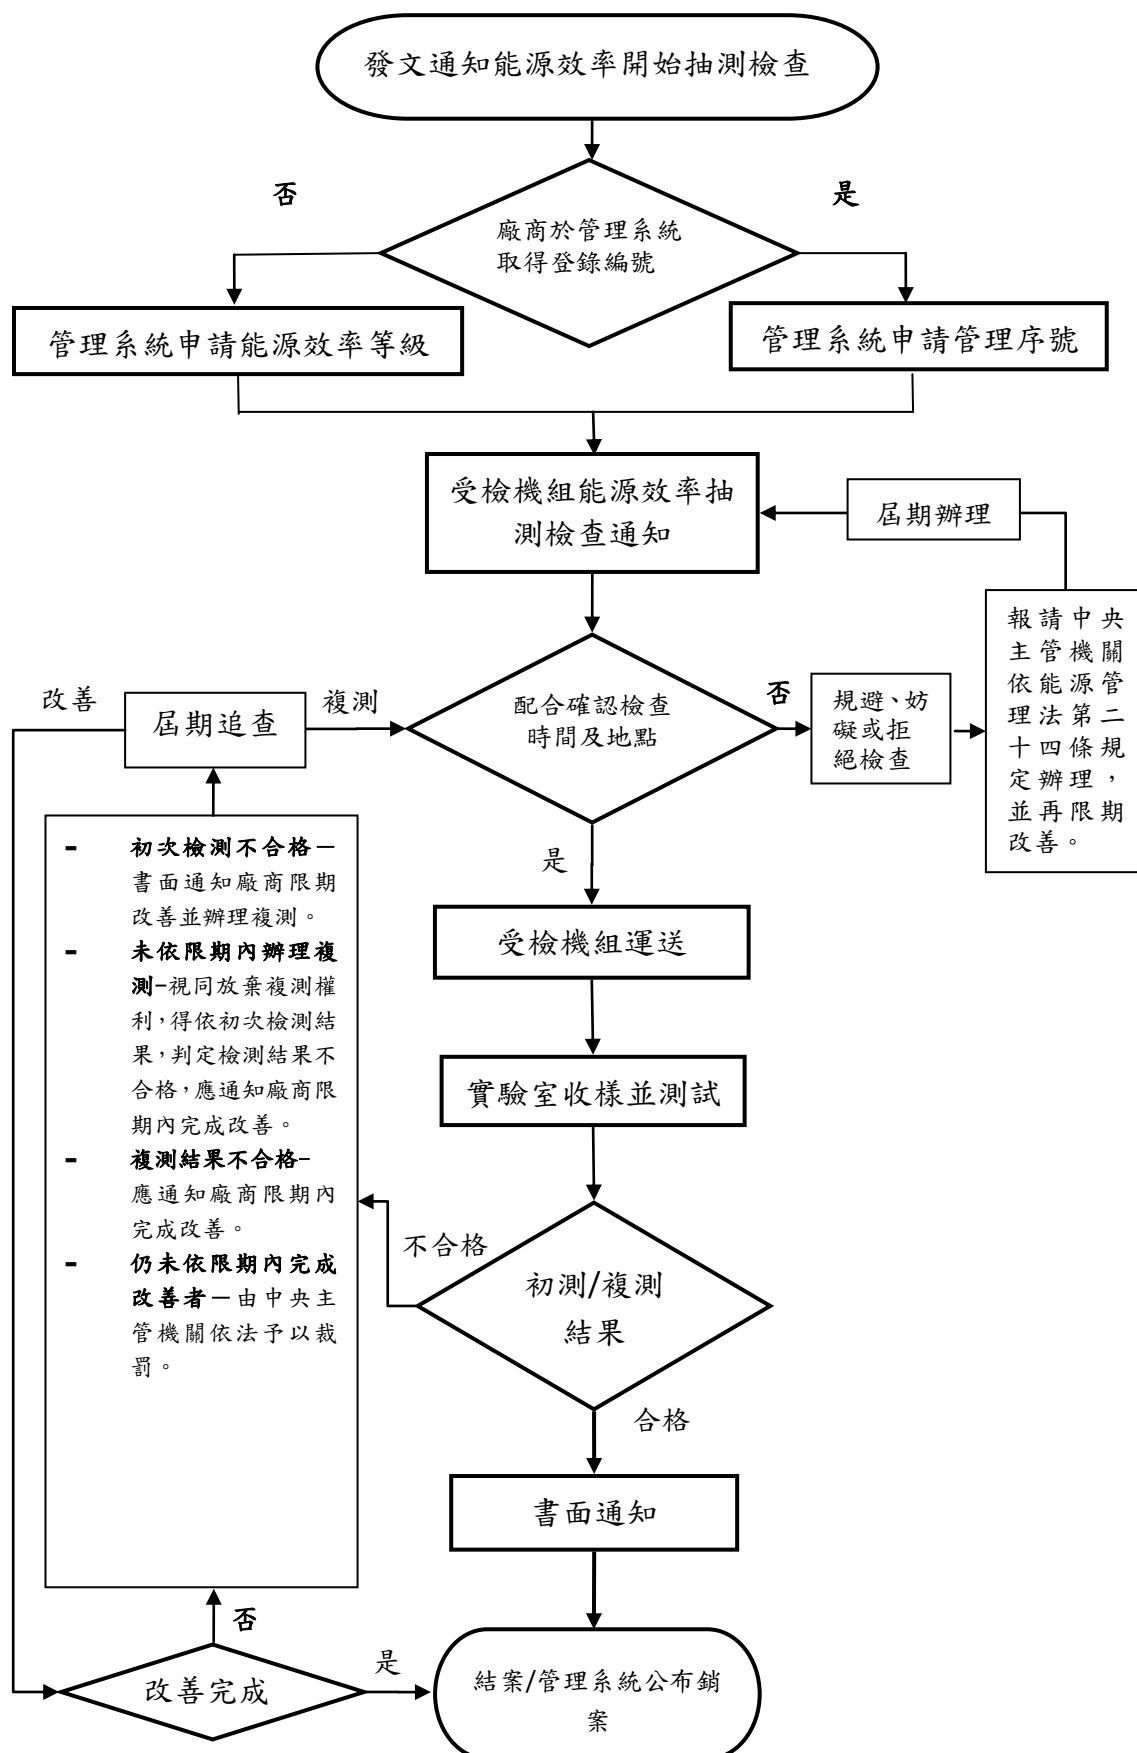 發文通知能源效率開始抽測檢查
否
是
廠商於管理系統
取得登錄編號
管理系統申請能源效率等級
管理系統申請管理序號
受檢機組能源效率抽
測檢查通知
屆期辦理
報請中央
主管機關
依能源管
理法第二
十四條規
定辦理，
並再限期
改善。
改善
屆期追查
複測
配合確認檢查
時間及地點
否
規避、妨
礙或拒
絕檢查
- 初次檢測不合格－
書面通知廠商限期
改善並辦理複測。
- 未依限期內辦理複
測-視同放棄複測權
利，得依初次檢測結
果，判定檢測結果不
合格，應通知廠商限
期內完成改善。
- 複測結果不合格-
應通知廠商限期內
完成改善。
- 仍未依限期內完成
改善者－由中央主
管機關依法予以裁
罰。
是
受檢機組運送
實驗室收樣並測試
不合格
初測/複測
結果
合格
書面通知
否
改善完成
是
結案/管理系統公布銷
案